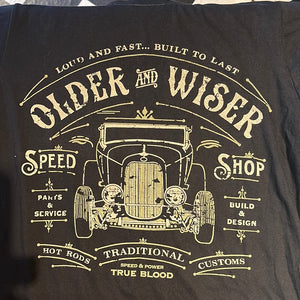 LOUD AND FAST... BUILT TO LAST
OLDER AND WISER
SPEED
SHOP
PARTS &
SERVICE
BUILD
&
DESIGN
HOT RODS
TRADITIONAL
CUSTOMS
SPEED & POWER
TRUE BLOOD